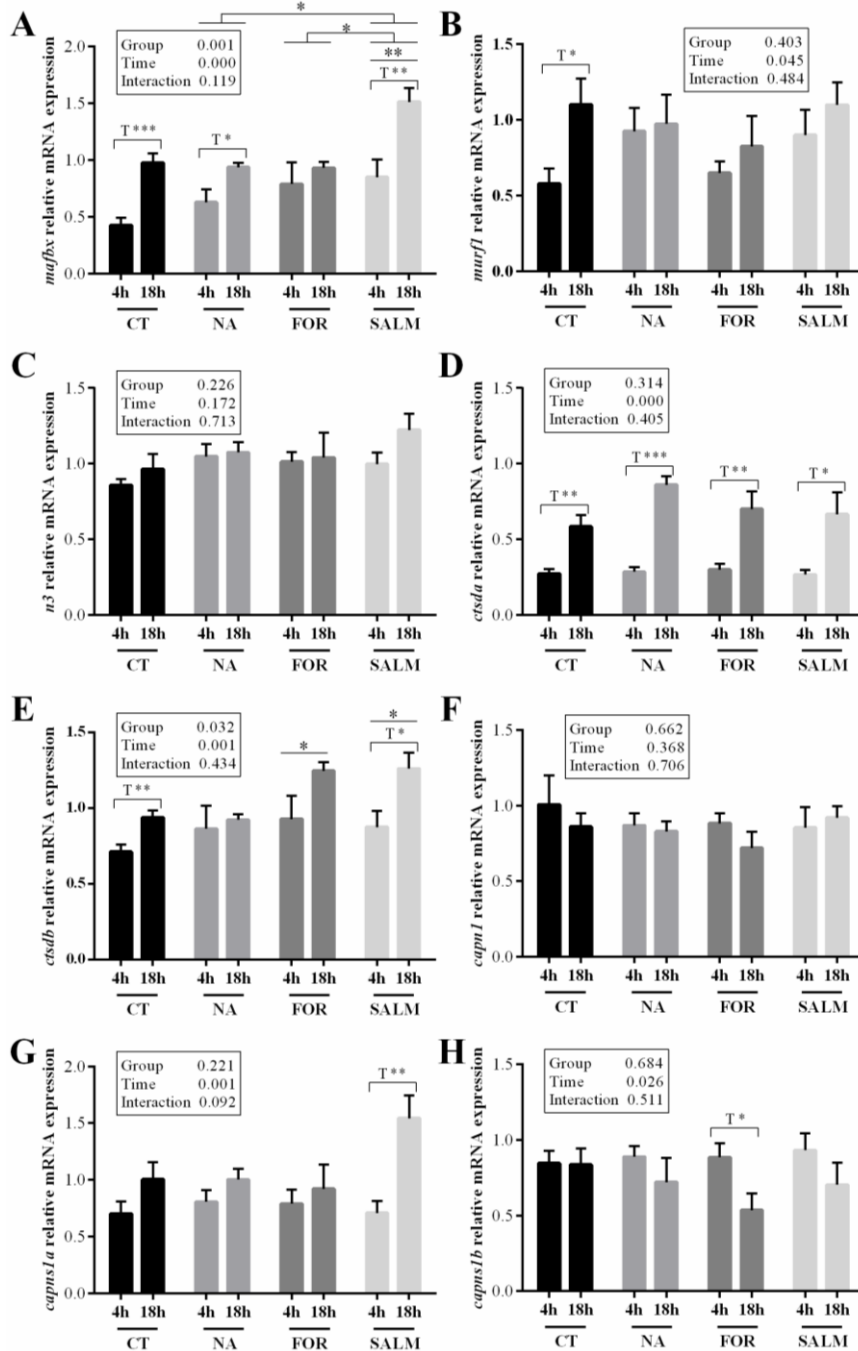 A
mafbx relative mRNA expression
2.0
1.5
1.0
0.5
0.0
Group 0.001
Time 0.000
Interaction 0.119
*
*
**
T***
T*
T**
4h 18h 4h 18h 4h 18h 4h 18h
CT NA FOR SALM
B
murf1 relative mRNA expression
1.5
1.0
0.5
0.0
Group 0.403
Time 0.045
Interaction 0.484
T*
4h 18h 4h 18h 4h 18h 4h 18h
CT NA FOR SALM
C
n3 relative mRNA expression
1.5
1.0
0.5
0.0
Group 0.226
Time 0.172
Interaction 0.713
4h 18h 4h 18h 4h 18h 4h 18h
CT NA FOR SALM
D
ctsda relative mRNA expression
1.5
1.0
0.5
0.0
Group 0.314
Time 0.000
Interaction 0.405
T**
T***
T**
T*
4h 18h 4h 18h 4h 18h 4h 18h
CT NA FOR SALM
E
ctsdb relative mRNA expression
1.5
1.0
0.5
0.0
Group 0.032
Time 0.001
Interaction 0.434
T**
*
*
T*
4h 18h 4h 18h 4h 18h 4h 18h
CT NA FOR SALM
F
capn1 relative mRNA expression
1.5
1.0
0.5
0.0
Group 0.662
Time 0.368
Interaction 0.706
4h 18h 4h 18h 4h 18h 4h 18h
CT NA FOR SALM
G
capns1a relative mRNA expression
2.0
1.5
1.0
0.5
0.0
Group 0.221
Time 0.001
Interaction 0.092
T**
4h 18h 4h 18h 4h 18h 4h 18h
CT NA FOR SALM
H
capns1b relative mRNA expression
1.5
1.0
0.5
0.0
Group 0.684
Time 0.026
Interaction 0.511
T*
4h 18h 4h 18h 4h 18h 4h 18h
CT NA FOR SALM